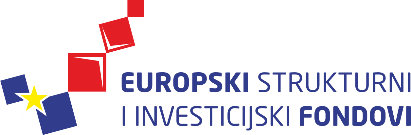 EUROPSKI STRUKTURNI
I INVESTICIJSKI FONDOVI